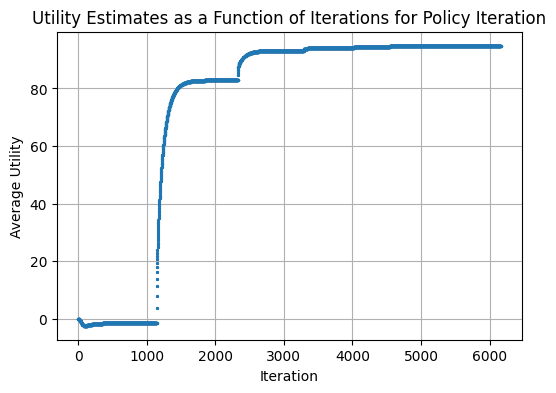 Utility Estimates as a Function of Iterations for Policy Iteration
80
60
40
20
0
Average Utility
0 1000 2000 3000 4000 5000 6000
Iteration